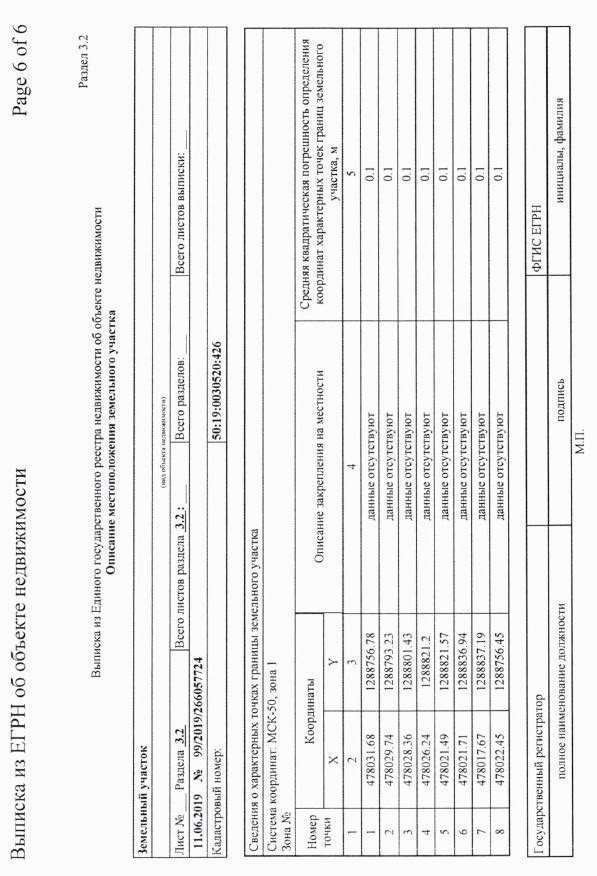 Выписка из ЕГРН об объекте недвижимости Page 6 of 6
Раздел 3.2
Выписка из Единого государственного реестра недвижимости об объекте недвижимости
Описание местоположения земельного участка
Земельный участок
(вид объекта недвижимости)
Лист № ___ Раздела 3.2 Всего листов раздела 3.2 : ___ Всего разделов: ___ Всего листов выписки: ___
11.06.2019 № 99/2019/266057724
Кадастровый номер: 50:19:0030520:426
Сведения о характерных точках границы земельного участка
Система координат: МСК-50, зона 1
Зона №
Номер точки Координаты Описание закрепления на местности Средняя квадратическая погрешность определения координат характерных точек границ земельного участка, м
X Y
1 2 3 4 5
1 478031.68 1288756.78 данные отсутствуют 0.1
2 478029.74 1288793.23 данные отсутствуют 0.1
3 478028.36 1288801.43 данные отсутствуют 0.1
4 478026.24 1288821.2 данные отсутствуют 0.1
5 478021.49 1288821.57 данные отсутствуют 0.1
6 478021.71 1288836.94 данные отсутствуют 0.1
7 478017.67 1288837.19 данные отсутствуют 0.1
8 478022.45 1288756.45 данные отсутствуют 0.1
Государственный регистратор ФГИС ЕГРН
полное наименование должности подпись инициалы, фамилия
М.П.